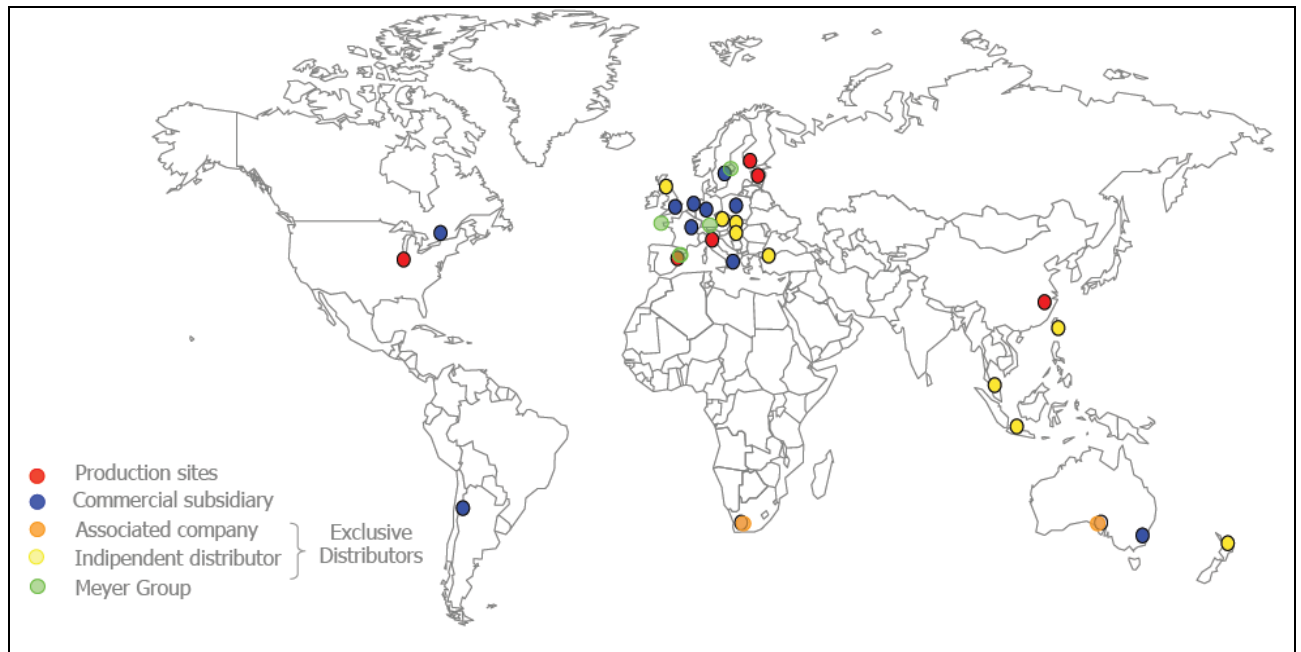 Production sites
Commercial subsidiary
Associated company
Indipendent distributor
Exclusive
Distributors
Meyer Group